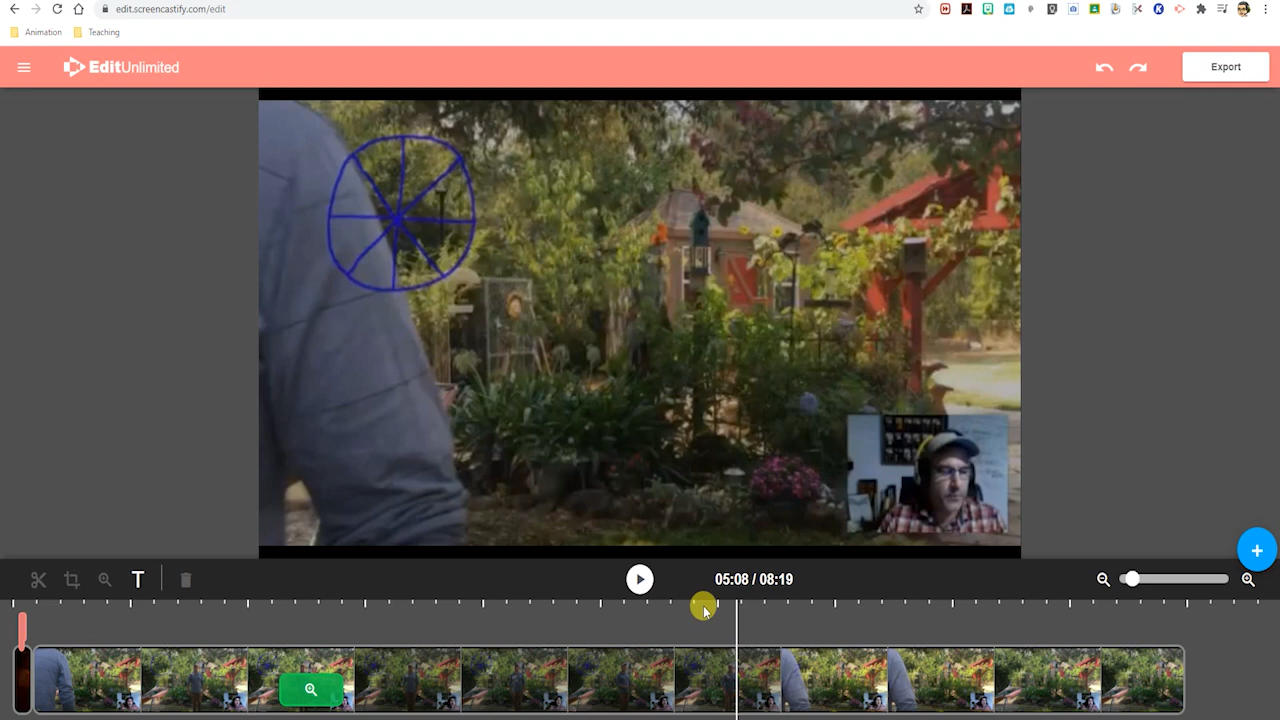 edit.screencastify.com/edit
Animation
Teaching
EditUnlimited
Export
T
05:08 / 08:19